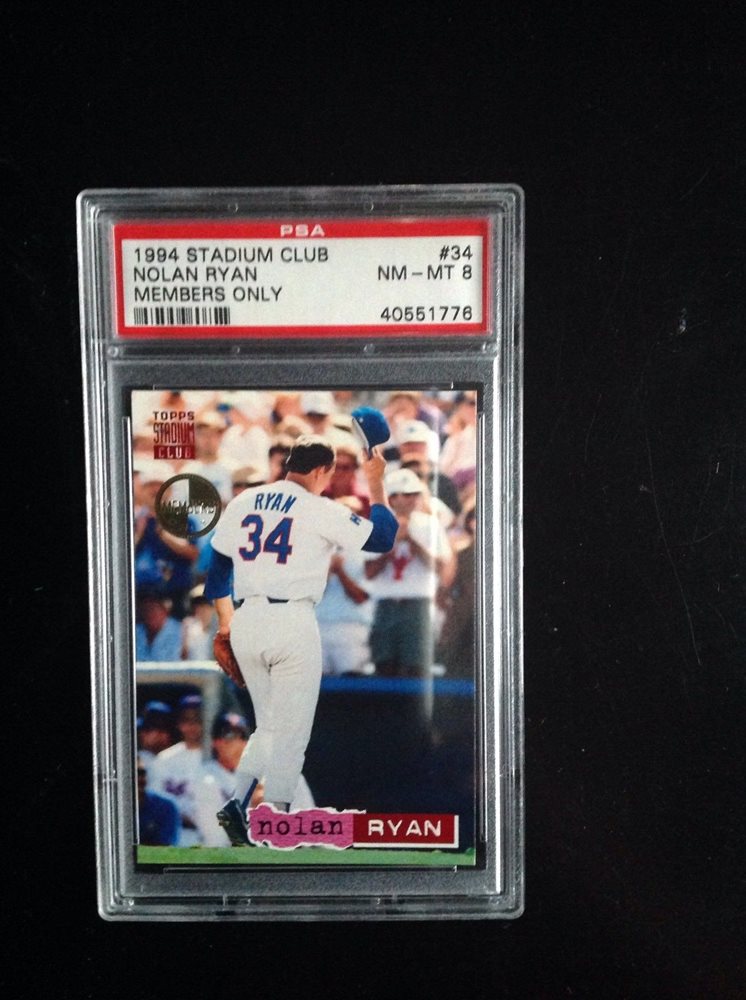 PSA
1994 STADIUM CLUB #34
NOLAN RYAN NM - MT 8
MEMBERS ONLY
40551776
TOPPS
STADIUM
CLUB
MEMBERS
RYAN
34
nolan RYAN